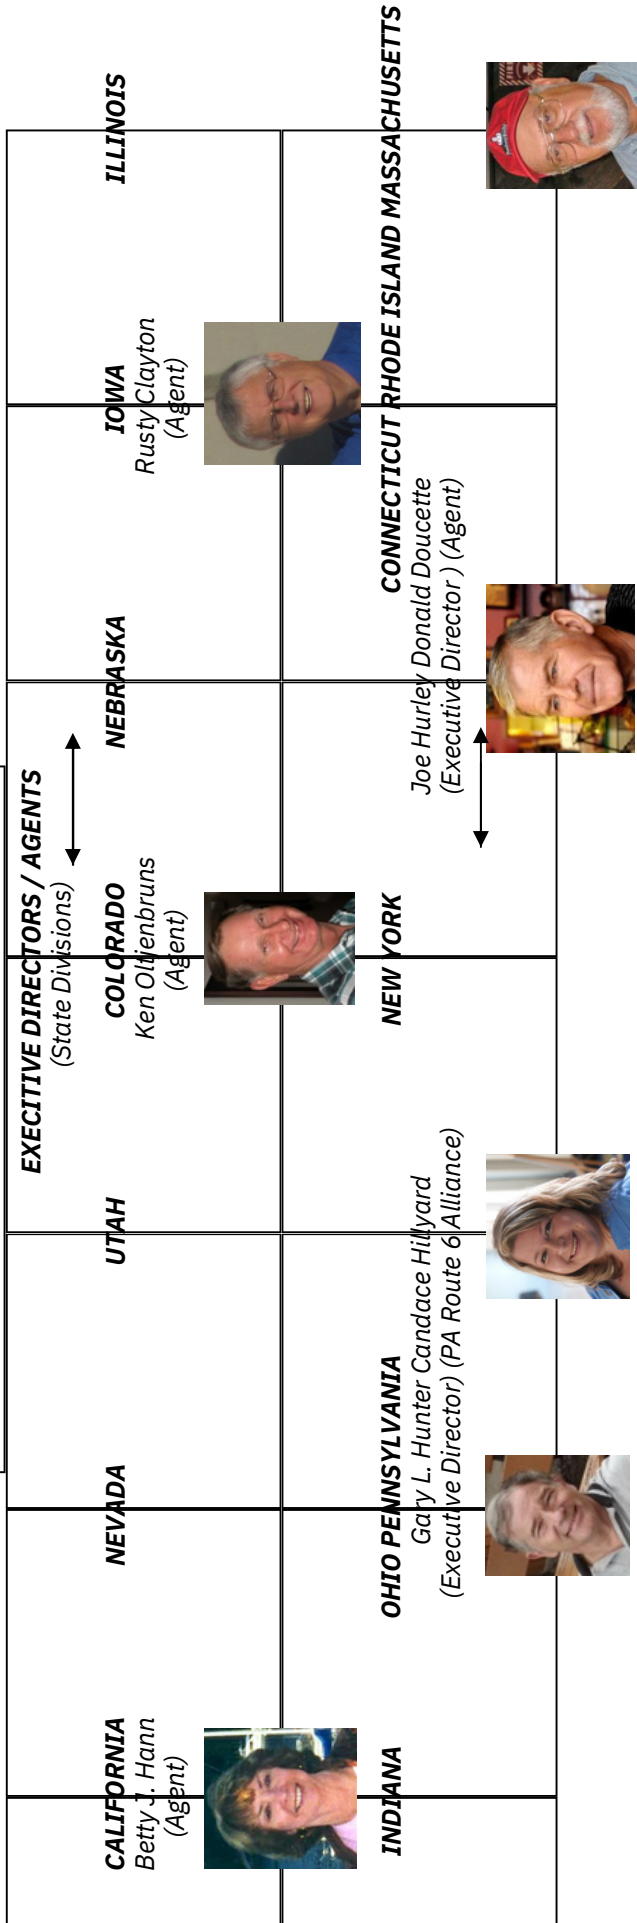 EXECITIVE DIRECTORS / AGENTS
(State Divisions)
CALIFORNIA
Betty J. Hann
(Agent)
NEVADA
UTAH
COLORADO
Ken Oltjenbruns
(Agent)
NEBRASKA
IOWA
Rusty Clayton
(Agent)
ILLINOIS
INDIANA
OHIO PENNSYLVANIA
Gary L. Hunter Candace Hillyard
(Executive Director) (PA Route 6 Alliance)
NEW YORK
CONNECTICUT RHODE ISLAND MASSACHUSETTS
Joe Hurley Donald Doucette
(Executive Director ) (Agent)